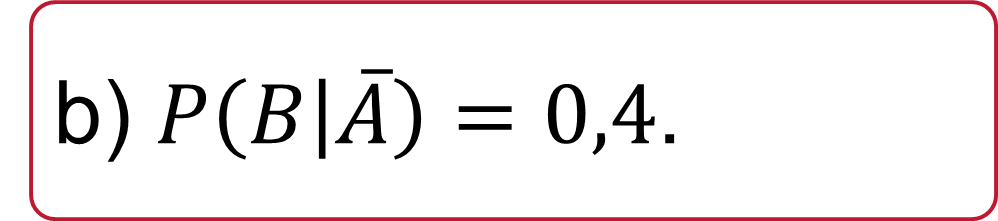 b) P(B|Ā) = 0,4.